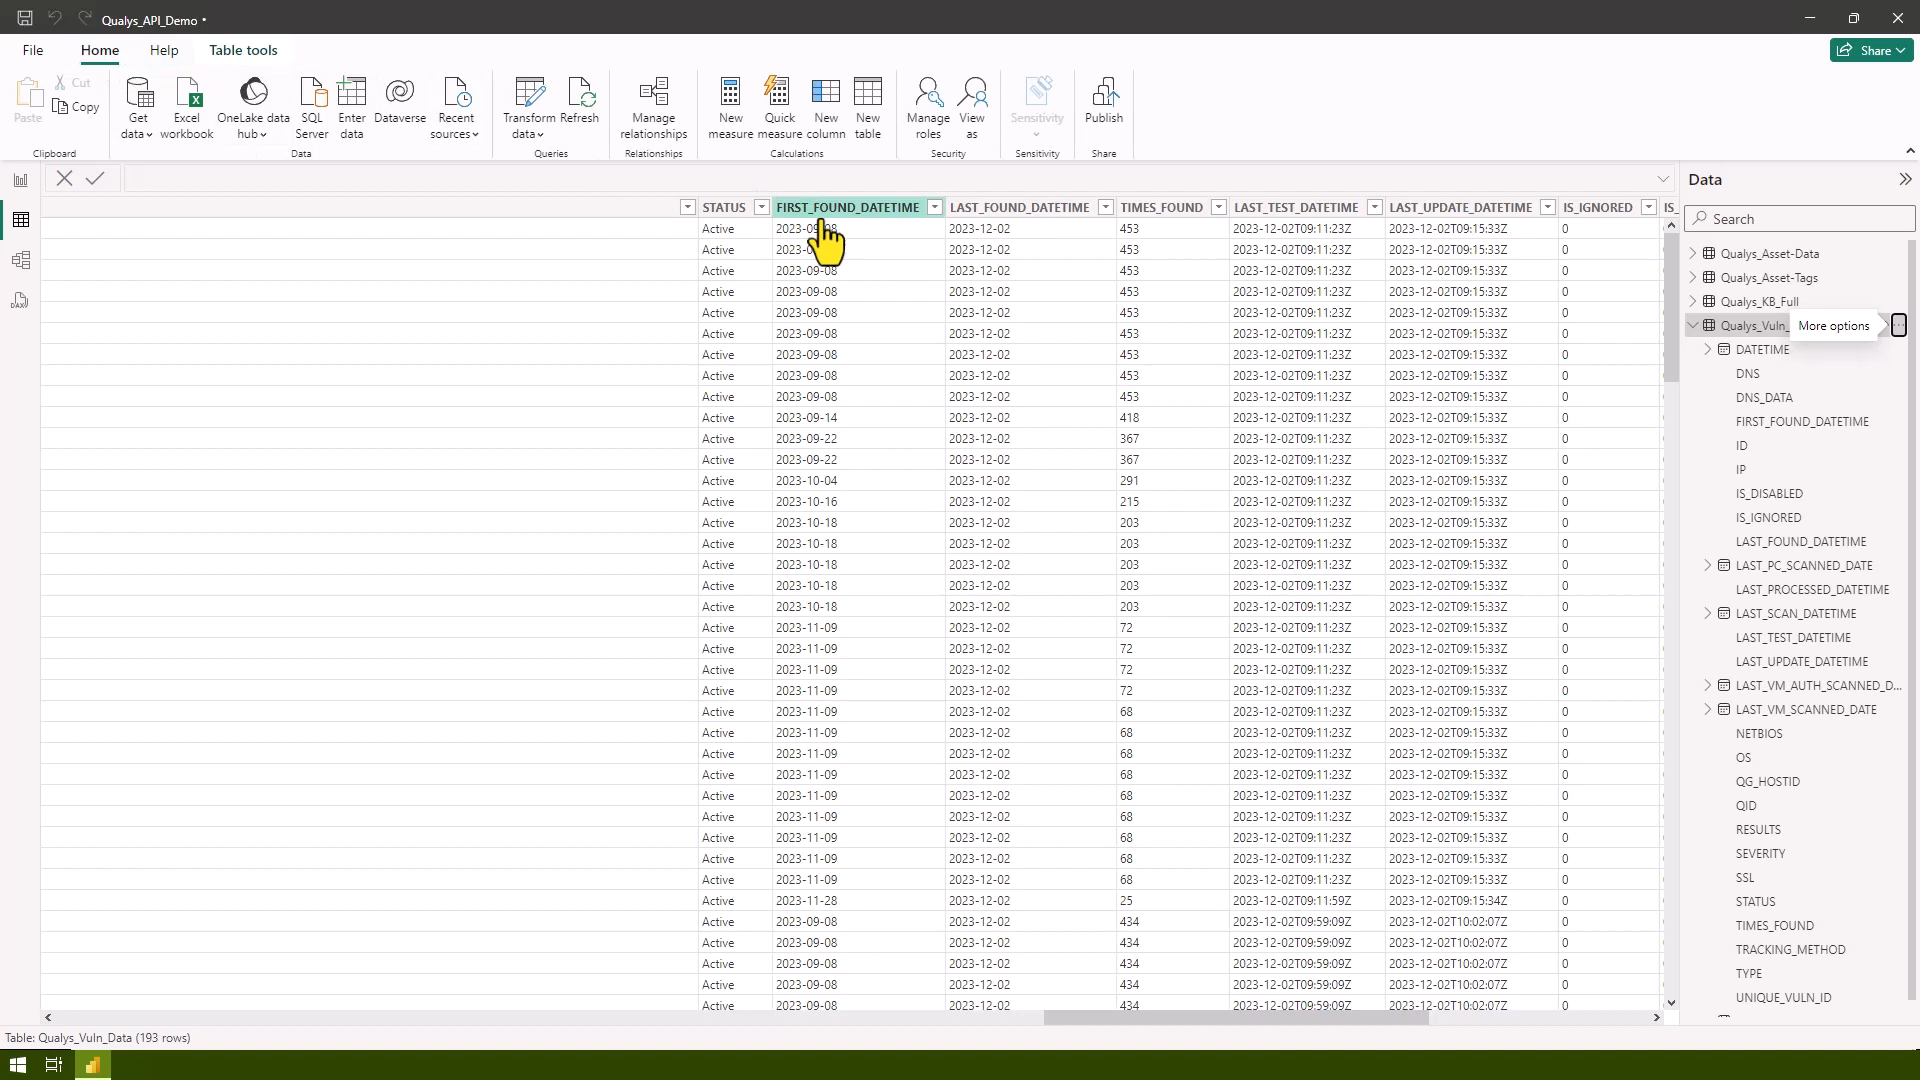 Qualys_API_Demo •
File Home Help Table tools Share
Paste Cut Copy Get data Excel workbook OneLake data hub SQL Server Enter data Dataverse Recent sources Transform data Refresh Manage relationships New measure Quick measure New column New table Manage roles View as Sensitivity Publish
Clipboard Data Queries Relationships Calculations Security Sensitivity Share
STATUS FIRST_FOUND_DATETIME LAST_FOUND_DATETIME TIMES_FOUND LAST_TEST_DATETIME LAST_UPDATE_DATETIME IS_IGNORED IS_
Active 2023-09-08 2023-12-02 453 2023-12-02T09:11:23Z 2023-12-02T09:15:33Z 0
Active 2023-12-02 453 2023-12-02T09:11:23Z 2023-12-02T09:15:33Z 0
Active 2023-09-08 2023-12-02 453 2023-12-02T09:11:23Z 2023-12-02T09:15:33Z 0
Active 2023-09-08 2023-12-02 453 2023-12-02T09:11:23Z 2023-12-02T09:15:33Z 0
Active 2023-09-08 2023-12-02 453 2023-12-02T09:11:23Z 2023-12-02T09:15:33Z 0
Active 2023-09-08 2023-12-02 453 2023-12-02T09:11:23Z 2023-12-02T09:15:33Z 0
Active 2023-09-08 2023-12-02 453 2023-12-02T09:11:23Z 2023-12-02T09:15:33Z 0
Active 2023-09-08 2023-12-02 453 2023-12-02T09:11:23Z 2023-12-02T09:15:33Z 0
Active 2023-09-08 2023-12-02 453 2023-12-02T09:11:23Z 2023-12-02T09:15:33Z 0
Active 2023-09-14 2023-12-02 418 2023-12-02T09:11:23Z 2023-12-02T09:15:33Z 0
Active 2023-09-22 2023-12-02 367 2023-12-02T09:11:23Z 2023-12-02T09:15:33Z 0
Active 2023-09-22 2023-12-02 367 2023-12-02T09:11:23Z 2023-12-02T09:15:33Z 0
Active 2023-10-04 2023-12-02 291 2023-12-02T09:11:23Z 2023-12-02T09:15:33Z 0
Active 2023-10-16 2023-12-02 215 2023-12-02T09:11:23Z 2023-12-02T09:15:33Z 0
Active 2023-10-18 2023-12-02 203 2023-12-02T09:11:23Z 2023-12-02T09:15:33Z 0
Active 2023-10-18 2023-12-02 203 2023-12-02T09:11:23Z 2023-12-02T09:15:33Z 0
Active 2023-10-18 2023-12-02 203 2023-12-02T09:11:23Z 2023-12-02T09:15:33Z 0
Active 2023-10-18 2023-12-02 203 2023-12-02T09:11:23Z 2023-12-02T09:15:33Z 0
Active 2023-10-18 2023-12-02 203 2023-12-02T09:11:23Z 2023-12-02T09:15:33Z 0
Active 2023-11-09 2023-12-02 72 2023-12-02T09:11:23Z 2023-12-02T09:15:33Z 0
Active 2023-11-09 2023-12-02 72 2023-12-02T09:11:23Z 2023-12-02T09:15:33Z 0
Active 2023-11-09 2023-12-02 72 2023-12-02T09:11:23Z 2023-12-02T09:15:33Z 0
Active 2023-11-09 2023-12-02 72 2023-12-02T09:11:23Z 2023-12-02T09:15:33Z 0
Active 2023-11-09 2023-12-02 68 2023-12-02T09:11:23Z 2023-12-02T09:15:33Z 0
Active 2023-11-09 2023-12-02 68 2023-12-02T09:11:23Z 2023-12-02T09:15:33Z 0
Active 2023-11-09 2023-12-02 68 2023-12-02T09:11:23Z 2023-12-02T09:15:33Z 0
Active 2023-11-09 2023-12-02 68 2023-12-02T09:11:23Z 2023-12-02T09:15:33Z 0
Active 2023-11-09 2023-12-02 68 2023-12-02T09:11:23Z 2023-12-02T09:15:33Z 0
Active 2023-11-09 2023-12-02 68 2023-12-02T09:11:23Z 2023-12-02T09:15:33Z 0
Active 2023-11-09 2023-12-02 68 2023-12-02T09:11:23Z 2023-12-02T09:15:33Z 0
Active 2023-11-09 2023-12-02 68 2023-12-02T09:11:23Z 2023-12-02T09:15:33Z 0
Active 2023-11-09 2023-12-02 68 2023-12-02T09:11:23Z 2023-12-02T09:15:33Z 0
Active 2023-11-28 2023-12-02 25 2023-12-02T09:11:59Z 2023-12-02T09:15:34Z 0
Active 2023-09-08 2023-12-02 434 2023-12-02T09:59:09Z 2023-12-02T10:02:07Z 0
Active 2023-09-08 2023-12-02 434 2023-12-02T09:59:09Z 2023-12-02T10:02:07Z 0
Active 2023-09-08 2023-12-02 434 2023-12-02T09:59:09Z 2023-12-02T10:02:07Z 0
Active 2023-09-08 2023-12-02 434 2023-12-02T09:59:09Z 2023-12-02T10:02:07Z 0
Active 2023-09-08 2023-12-02 434 2023-12-02T09:59:09Z 2023-12-02T10:02:07Z 0
Data
Search
Qualys_Asset-Data
Qualys_Asset-Tags
Qualys_KB_Full
Qualys_Vuln_ More options
DATETIME
DNS
DNS_DATA
FIRST_FOUND_DATETIME
ID
IP
IS_DISABLED
IS_IGNORED
LAST_FOUND_DATETIME
LAST_PC_SCANNED_DATE
LAST_PROCESSED_DATETIME
LAST_SCAN_DATETIME
LAST_TEST_DATETIME
LAST_UPDATE_DATETIME
LAST_VM_AUTH_SCANNED_D...
LAST_VM_SCANNED_DATE
NETBIOS
OS
QG_HOSTID
QID
RESULTS
SEVERITY
SSL
STATUS
TIMES_FOUND
TRACKING_METHOD
TYPE
UNIQUE_VULN_ID
Table: Qualys_Vuln_Data (193 rows)